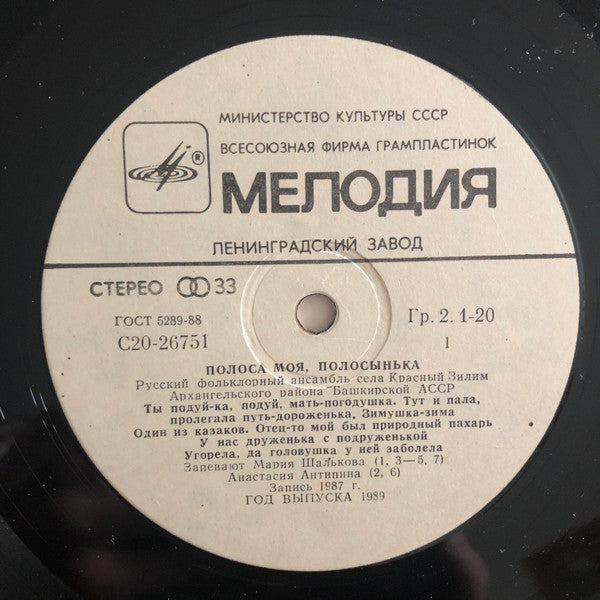 МИНИСТЕРСТВО КУЛЬТУРЫ СССР
ВСЕСОЮЗНАЯ ФИРМА ГРАМПЛАСТИНОК
®
МЕЛОДИЯ
ЛЕНИНГРАДСКИЙ ЗАВОД
СТЕРЕО 33
ГОСТ 5289-88 Гр. 2. 1-20
С20-26751 1
ПОЛОСА МОЯ, ПОЛОСЫНЬКА
Русский фольклорный ансамбль села Красный Зилим
Архангельского района Башкирской АССР
Ты подуй-ка, подуй, мать-погодушка. Тут и пала,
пролегала путь-дороженька, Зимушка-зима
Один из казаков. Отец-то мой был природный пахарь
У нас друженька с подруженькой
Угорела, да головушка у ней заболела
Запевают Мария Шалькова (1, 3—5, 7)
Анастасия Антипина (2, 6)
Запись 1987 г.
ГОД ВЫПУСКА 1989